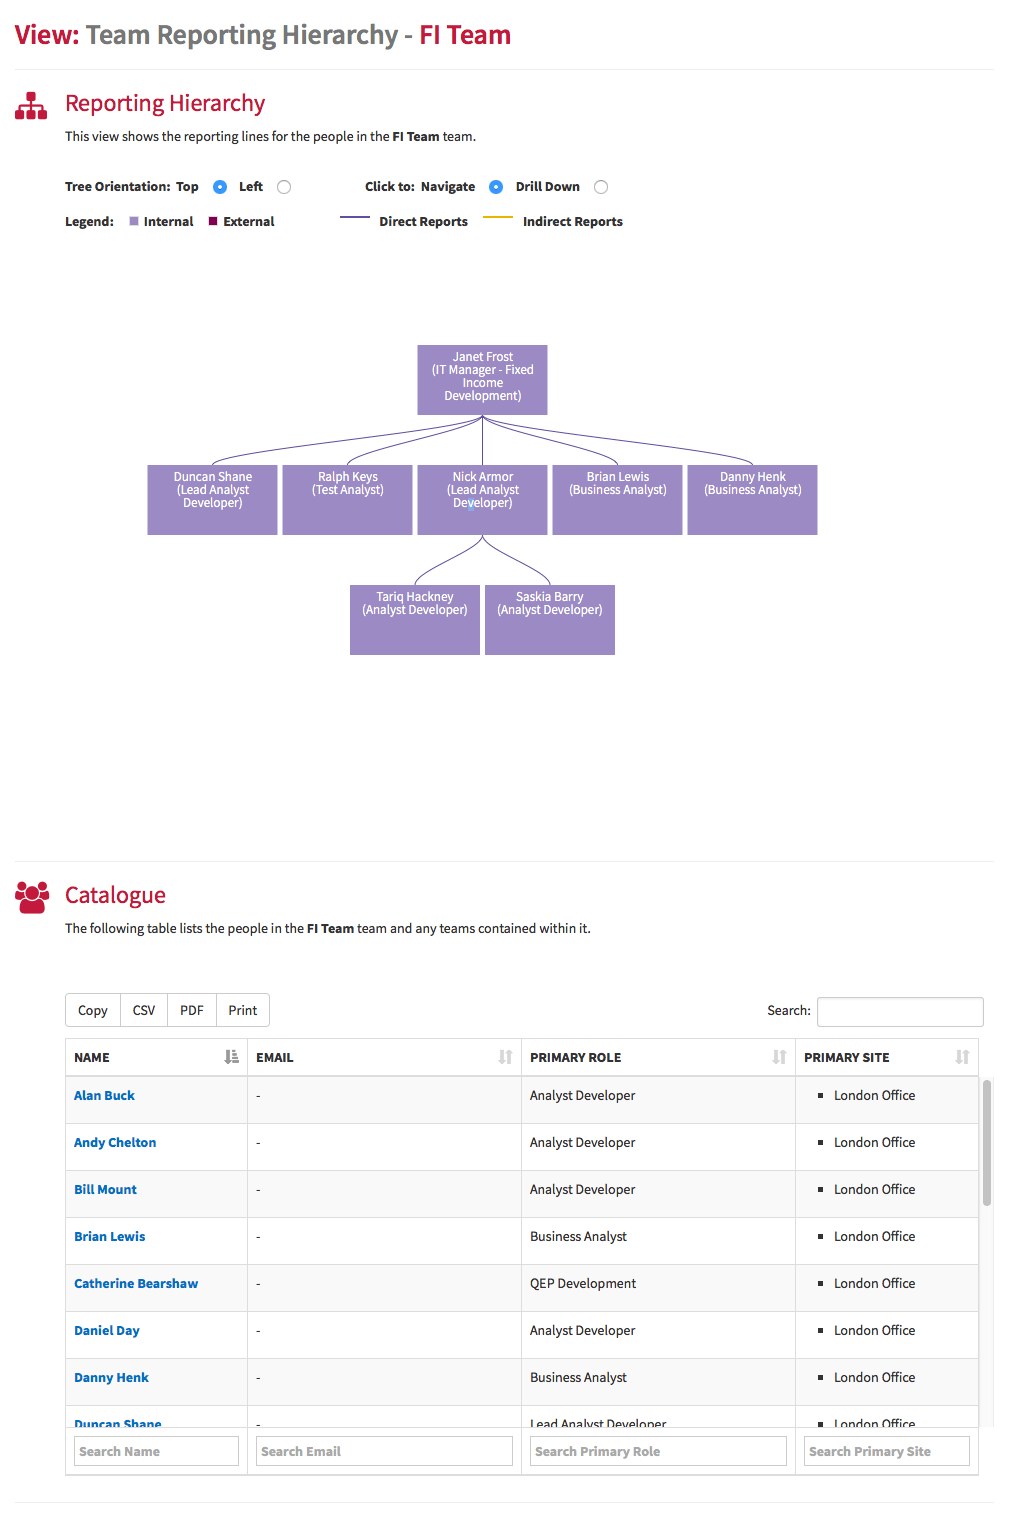 View: Team Reporting Hierarchy - FI Team
Reporting Hierarchy
This view shows the reporting lines for the people in the FI Team team.
Tree Orientation: Top Left Click to: Navigate Drill Down
Legend: Internal External Direct Reports Indirect Reports
Janet Frost
(IT Manager - Fixed
Income
Development)
Duncan Shane
(Lead Analyst
Developer)
Ralph Keys
(Test Analyst)
Nick Armor
(Lead Analyst
Developer)
Brian Lewis
(Business Analyst)
Danny Henk
(Business Analyst)
Tariq Hackney
(Analyst Developer)
Saskia Barry
(Analyst Developer)
Catalogue
The following table lists the people in the FI Team team and any teams contained within it.
Copy CSV PDF Print Search:
NAME EMAIL PRIMARY ROLE PRIMARY SITE
Alan Buck - Analyst Developer ▪ London Office
Andy Chelton - Analyst Developer ▪ London Office
Bill Mount - Analyst Developer ▪ London Office
Brian Lewis - Business Analyst ▪ London Office
Catherine Bearshaw - QEP Development ▪ London Office
Daniel Day - Analyst Developer ▪ London Office
Danny Henk - Business Analyst ▪ London Office
Duncan Shane - Lead Analyst Developer ▪ London Office
Search Name Search Email Search Primary Role Search Primary Site